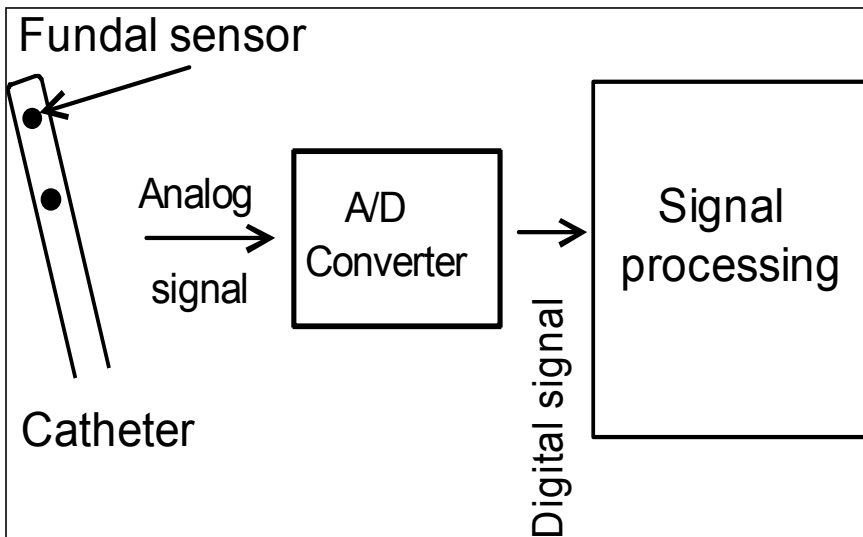 Fundal sensor
Analog
signal
A/D
Converter
Digital signal
Signal
processing
Catheter